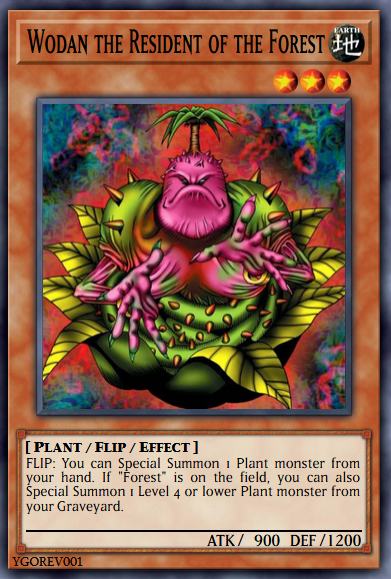 Wodan the Resident of the Forest
EARTH
地
[ Plant / Flip / Effect ]
FLIP: You can Special Summon 1 Plant monster from
your hand. If "Forest" is on the field, you can also
Special Summon 1 Level 4 or lower Plant monster from
your Graveyard.
ATK / 900 DEF /1200
YGOREV001